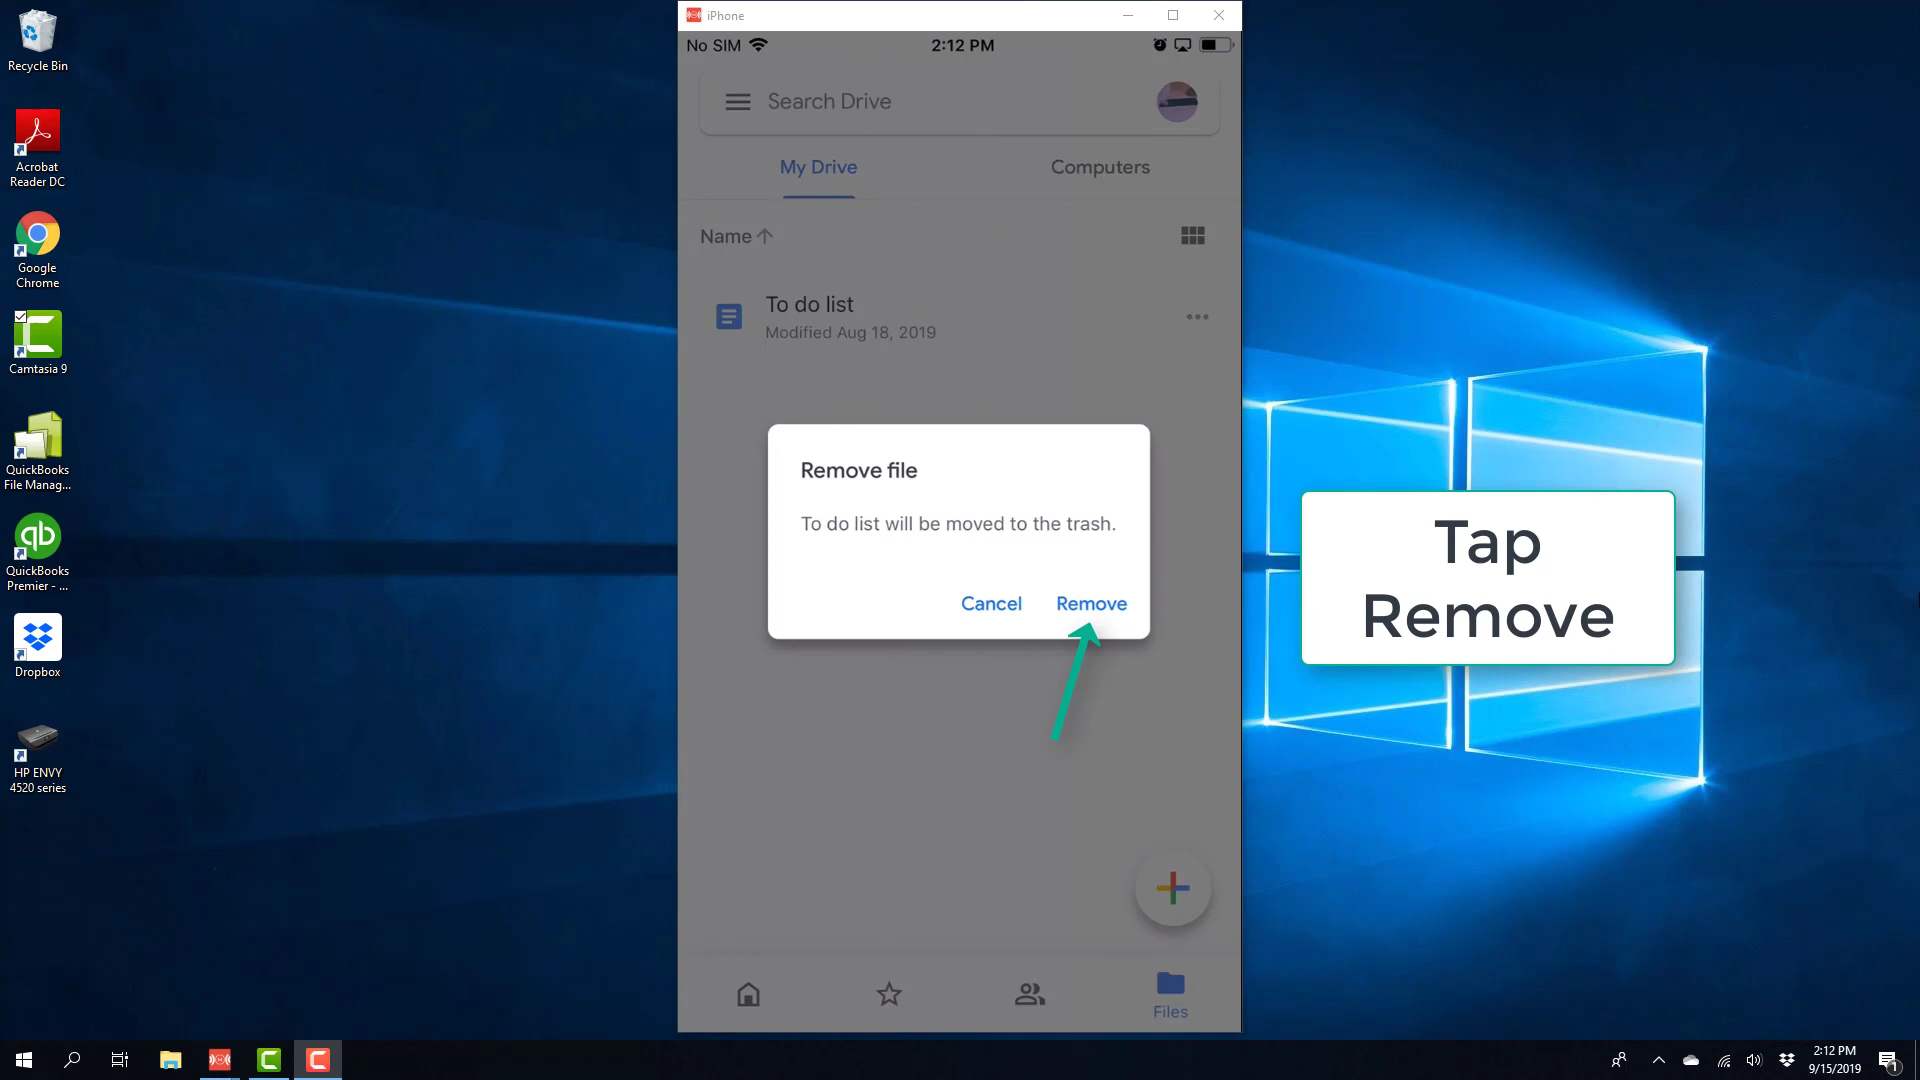 Recycle Bin
Acrobat
Reader DC
Google
Chrome
Camtasia 9
QuickBooks
File Manag...
QuickBooks
Premier - ...
Dropbox
HP ENVY
4520 series
iPhone
No SIM
2:12 PM
Search Drive
My Drive
Computers
Name
To do list
Modified Aug 18, 2019
Remove file
To do list will be moved to the trash.
Cancel
Remove
Files
Tap
Remove
2:12 PM
9/15/2019
1